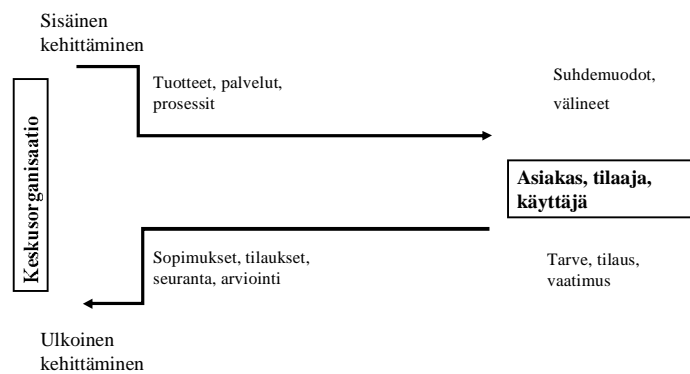 Sisäinen
kehittäminen
Tuotteet, palvelut,
prosessit
Suhdemuodot,
välineet
Keskusorganisaatio
Asiakas, tilaaja,
käyttäjä
Sopimukset, tilaukset,
seuranta, arviointi
Tarve, tilaus,
vaatimus
Ulkoinen
kehittäminen